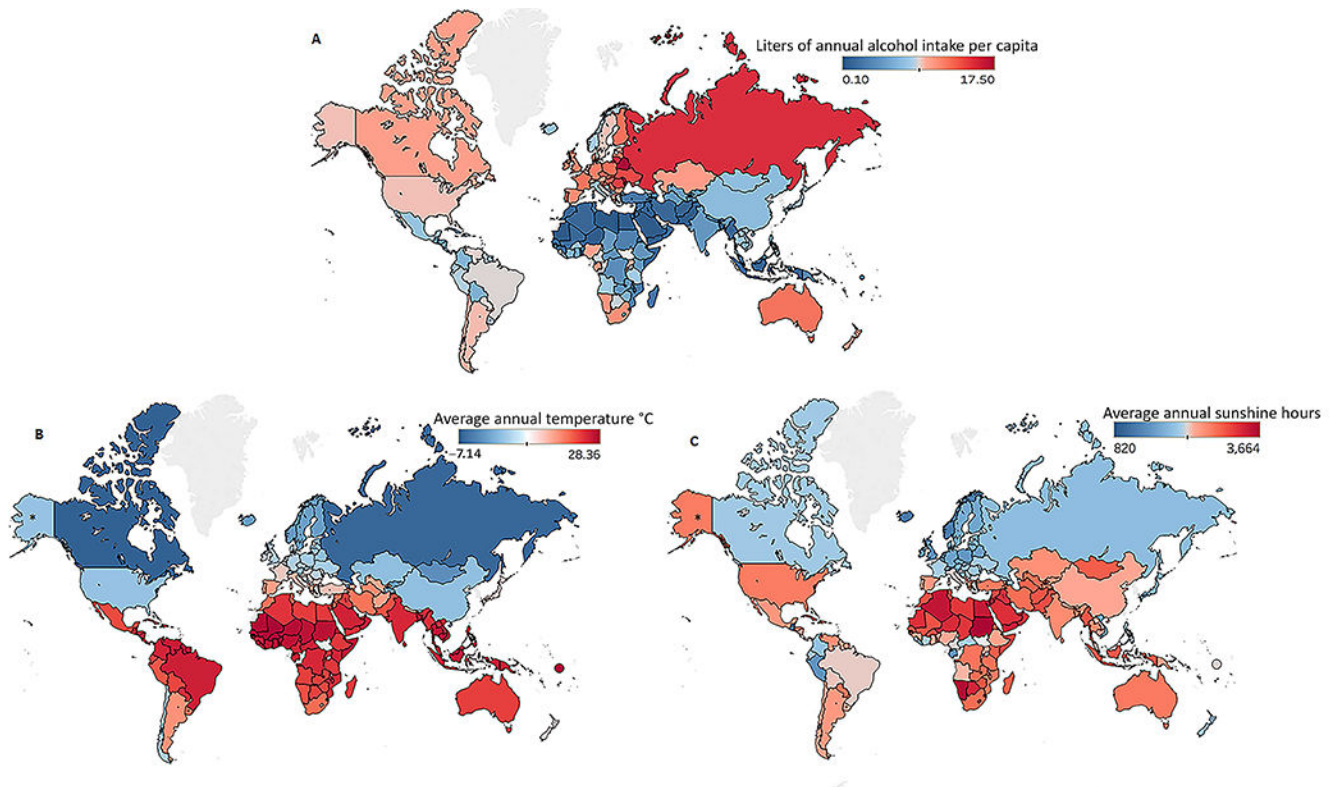 A
Liters of annual alcohol intake per capita
0.10 17.50
B
Average annual temperature °C
−7.14 28.36
*
C
Average annual sunshine hours
820 3,664
*